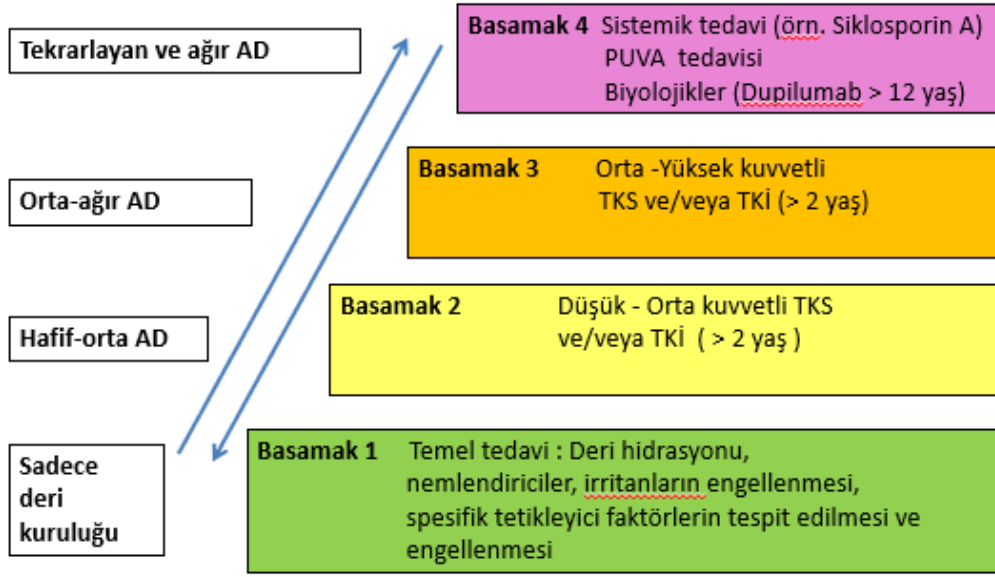 Tekrarlayan ve ağır AD
Basamak 4 Sistemik tedavi (örn. Siklosporin A)
PUVA tedavisi
Biyolojikler (Dupilumab > 12 yaş)
Orta-ağır AD
Basamak 3 Orta -Yüksek kuvvetli
TKS ve/veya TKİ (> 2 yaş)
Hafif-orta AD
Basamak 2 Düşük - Orta kuvvetli TKS
ve/veya TKİ ( > 2 yaş )
Sadece
deri
kuruluğu
Basamak 1 Temel tedavi : Deri hidrasyonu,
nemlendiriciler, irritanların engellenmesi,
spesifik tetikleyici faktörlerin tespit edilmesi ve
engellenmesi